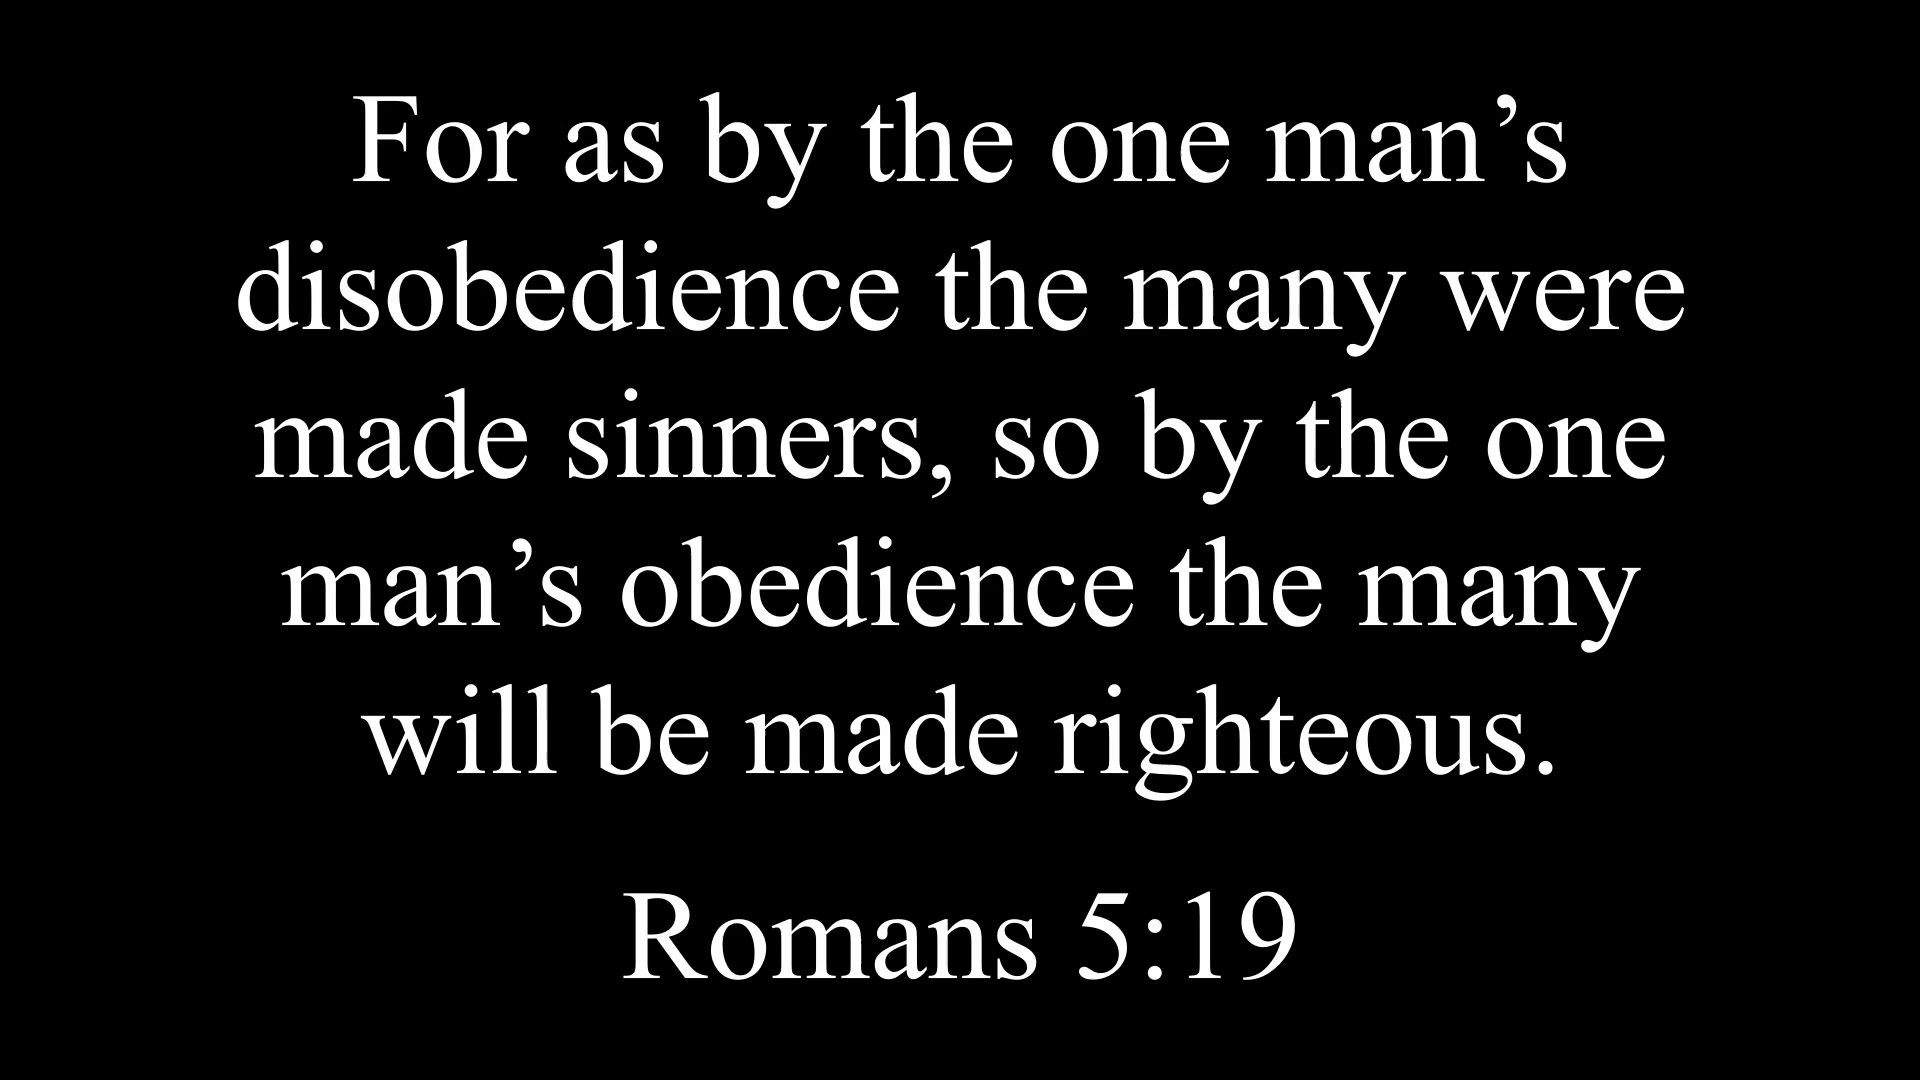 For as by the one man’s
disobedience the many were
made sinners, so by the one
man’s obedience the many
will be made righteous.
Romans 5:19